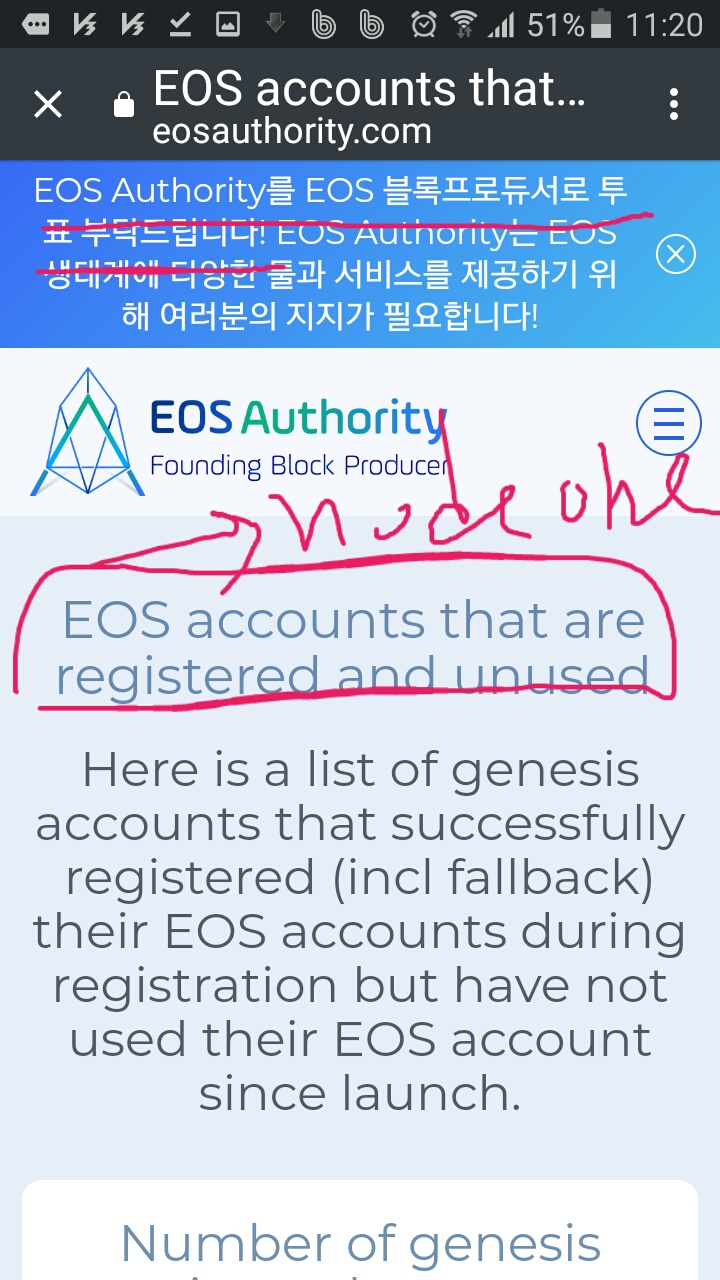 51% 11:20
EOS accounts that...
eosauthority.com
EOS Authority를 EOS 블록프로듀서로 투
표 부탁드립니다! EOS Authority는 EOS
생태계에 다양한 툴과 서비스를 제공하기 위
해 여러분의 지지가 필요합니다!
EOS Authority
Founding Block Producer
node one
EOS accounts that are
registered and unused
Here is a list of genesis
accounts that successfully
registered (incl fallback)
their EOS accounts during
registration but have not
used their EOS account
since launch.
Number of genesis